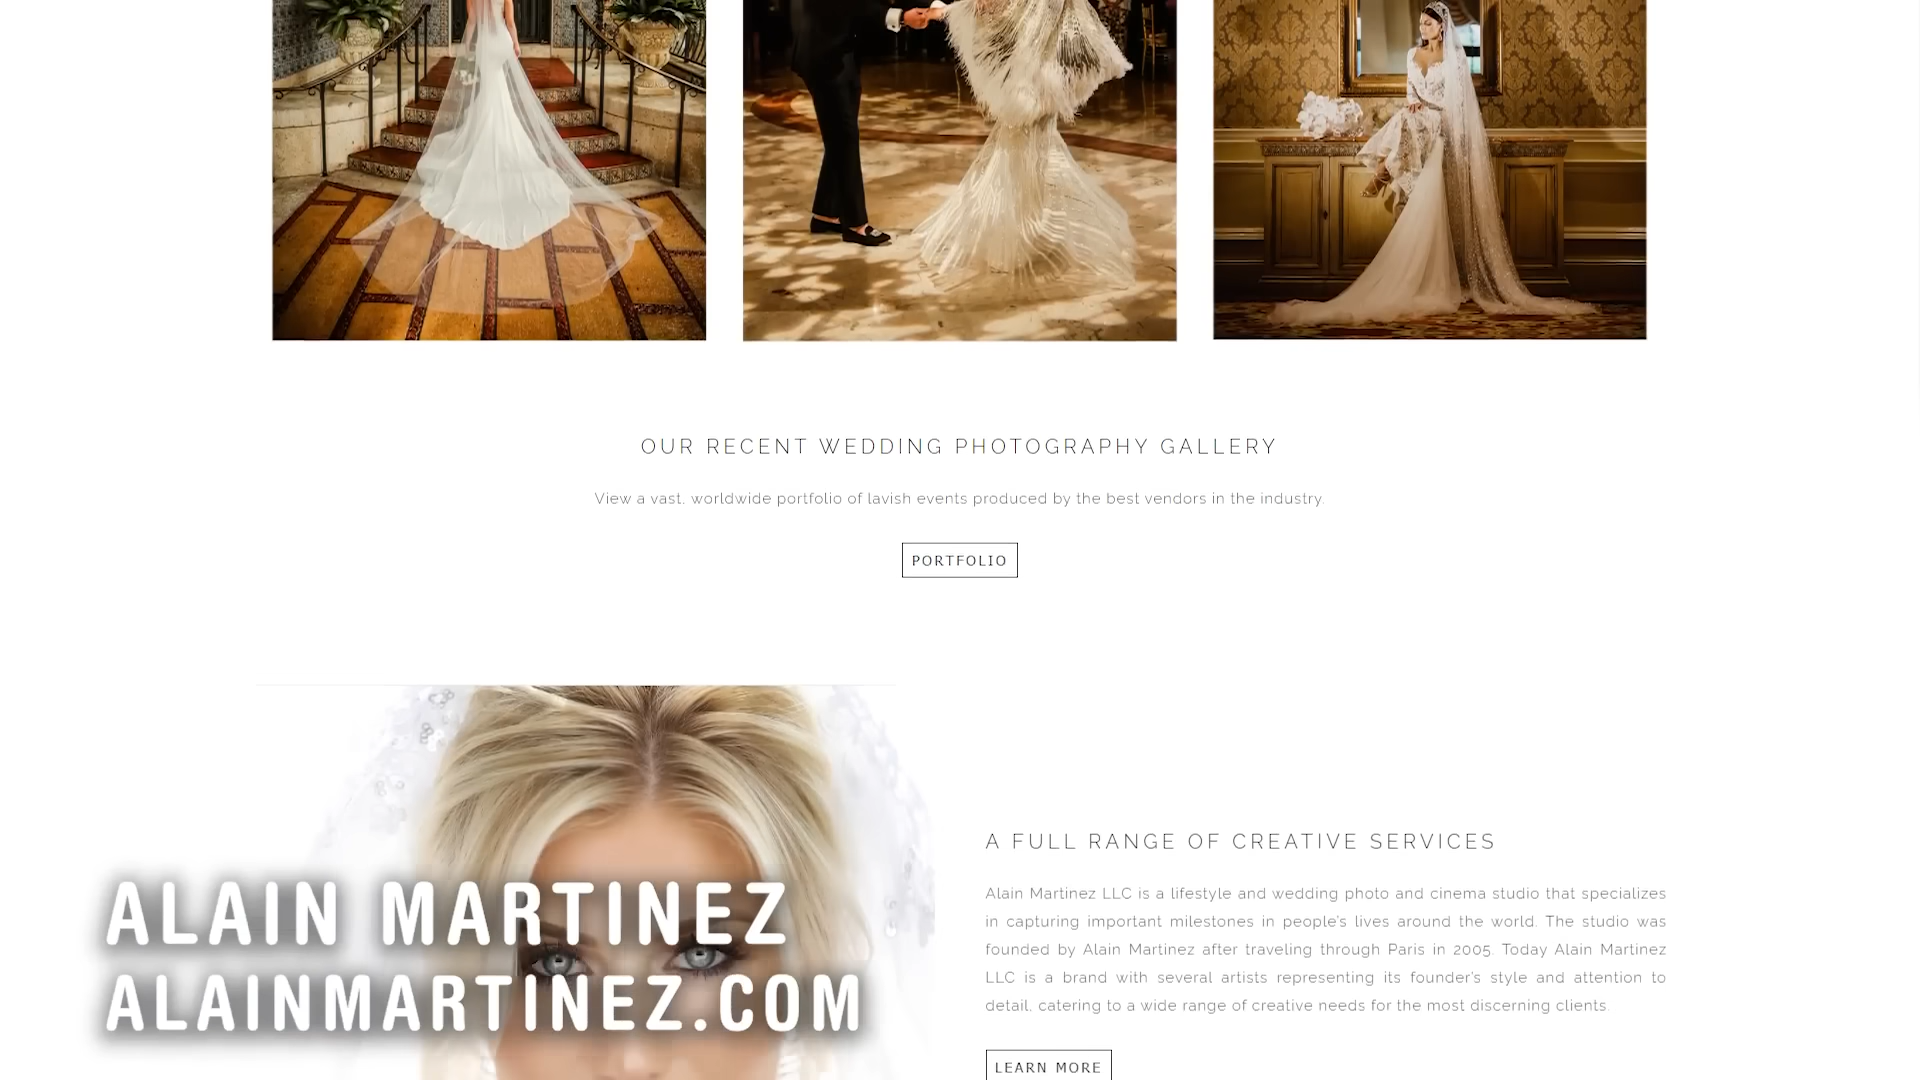 OUR RECENT WEDDING PHOTOGRAPHY GALLERY
View a vast, worldwide portfolio of lavish events produced by the best vendors in the industry.
PORTFOLIO
A FULL RANGE OF CREATIVE SERVICES
Alain Martinez LLC is a lifestyle and wedding photo and cinema studio that specializes
in capturing important milestones in people's lives around the world. The studio was
founded by Alain Martinez after traveling through Paris in 2005. Today Alain Martinez
LLC is a brand with several artists representing its founder's style and attention to
detail, catering to a wide range of creative needs for the most discerning clients.
LEARN MORE
ALAIN MARTINEZ
ALAINMARTINEZ.COM